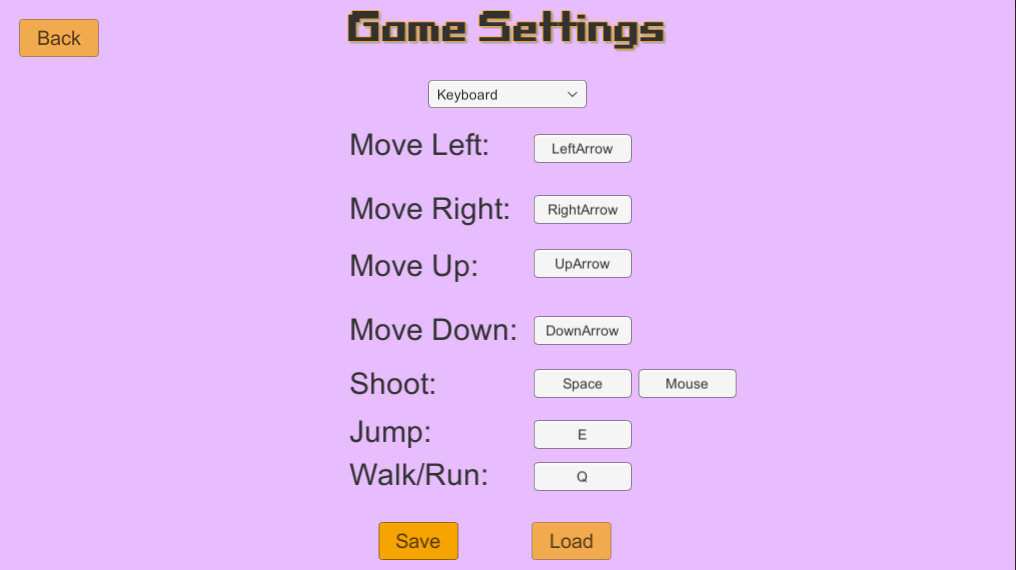 Back
Game Settings
Keyboard
Move Left: LeftArrow
Move Right: RightArrow
Move Up: UpArrow
Move Down: DownArrow
Shoot: Space Mouse
Jump: E
Walk/Run: Q
Save Load